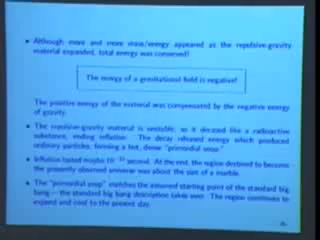 Although more and more mass/energy appeared as the repulsive-gravity
material expanded, total energy was conserved!
The energy of a gravitational field is negative!
The positive energy of the material was compensated by the negative energy
of gravity.
The repulsive-gravity material is unstable, so it decayed like a radioactive
substance, ending inflation. The decay released energy which produced
ordinary particles, forming a hot, dense "primordial soup."
Inflation lasted maybe 10 second. At the end, the region destined to become
the presently observed universe was about the size of a marble.
The "primordial soup" matches the assumed starting point of the standard big
bang — the standard big bang description takes over. The region continues to
expand and cool to the present day.